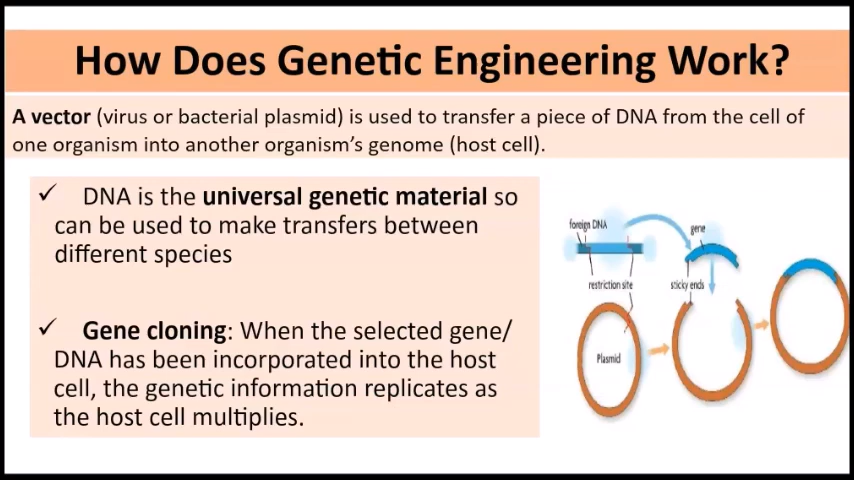 How Does Genetic Engineering Work?
A vector (virus or bacterial plasmid) is used to transfer a piece of DNA from the cell of
one organism into another organism's genome (host cell).
✓ DNA is the universal genetic material so
can be used to make transfers between
different species
✓ Gene cloning: When the selected gene/
DNA has been incorporated into the host
cell, the genetic information replicates as
the host cell multiplies.
foreign DNA
gene
restriction site
sticky ends
Plasmid